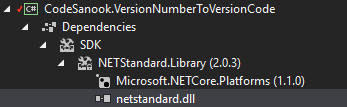 C# CodeSanook.VersionNumberToVersionCode
Dependencies
SDK
NETStandard.Library (2.0.3)
Microsoft.NETCore.Platforms (1.1.0)
netstandard.dll